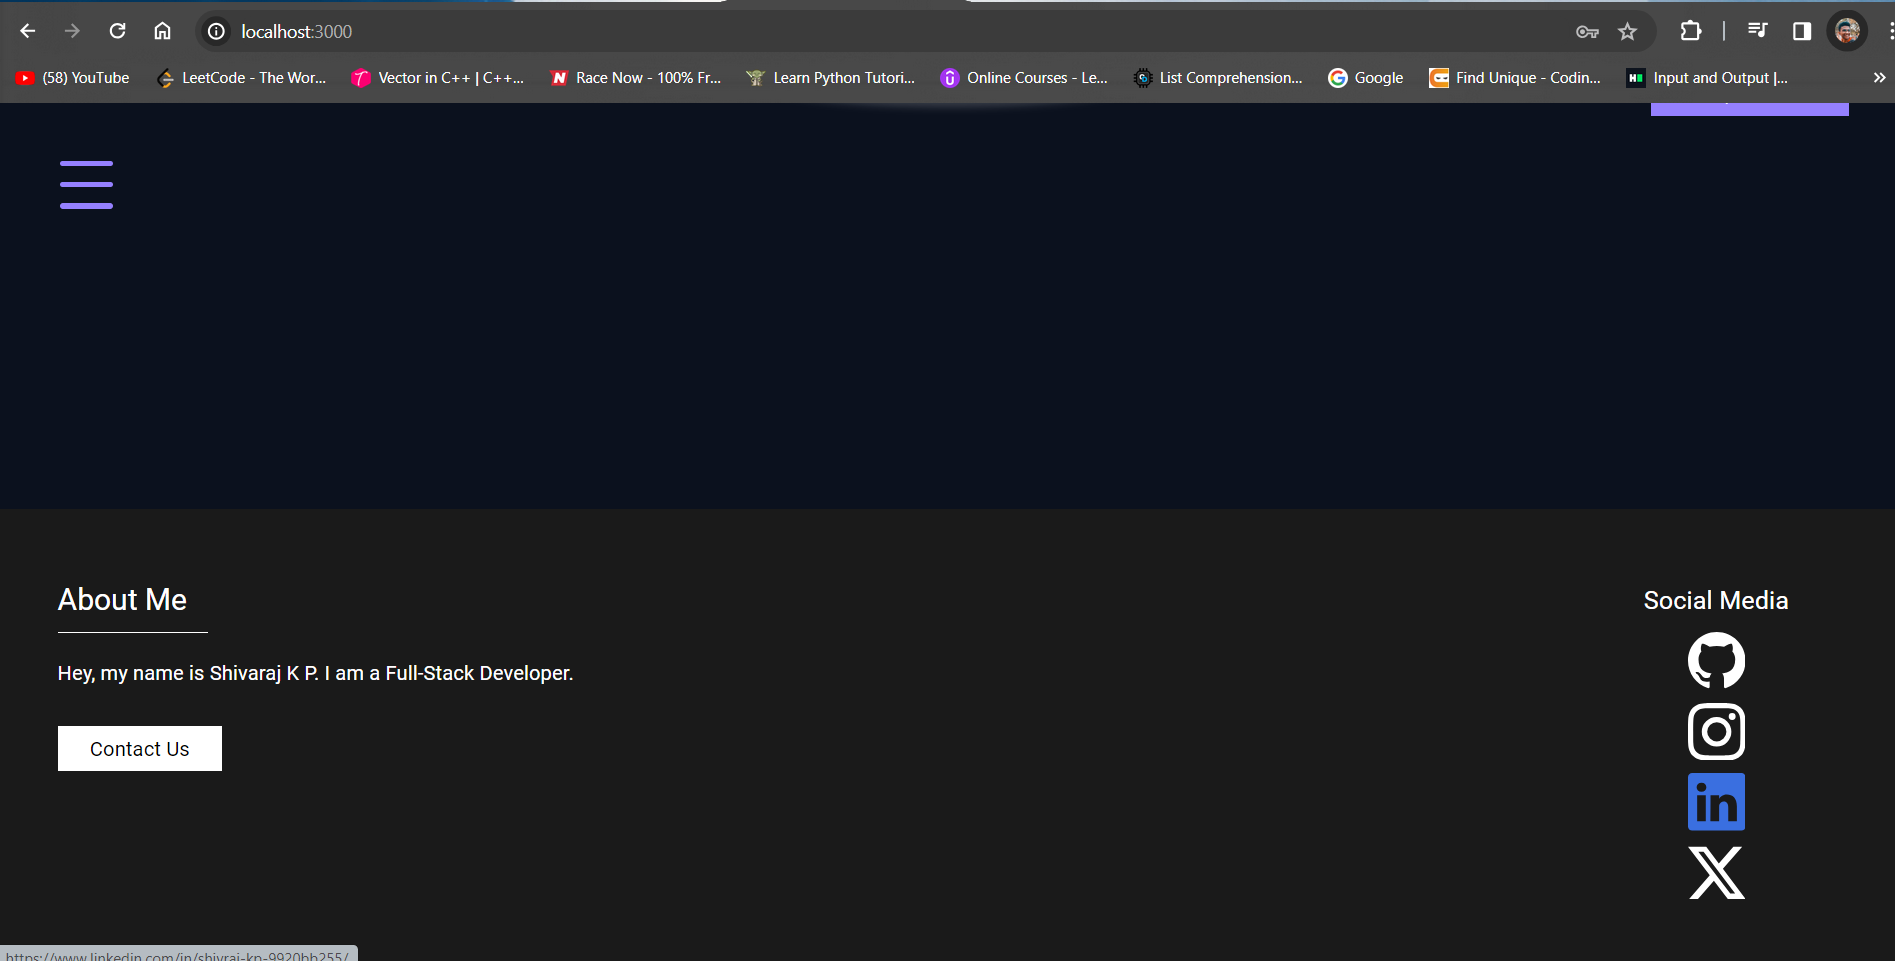 localhost:3000
(58) YouTube LeetCode - The Wor... Vector in C++ | C++... Race Now - 100% Fr... Learn Python Tutori... Online Courses - Le... List Comprehension... Google Find Unique - Codin... Input and Output |...
About Me
Social Media
Hey, my name is Shivaraj K P. I am a Full-Stack Developer.
Contact Us
in
https://www.linkedin.com/in/shivraj-kp-9920bb255/